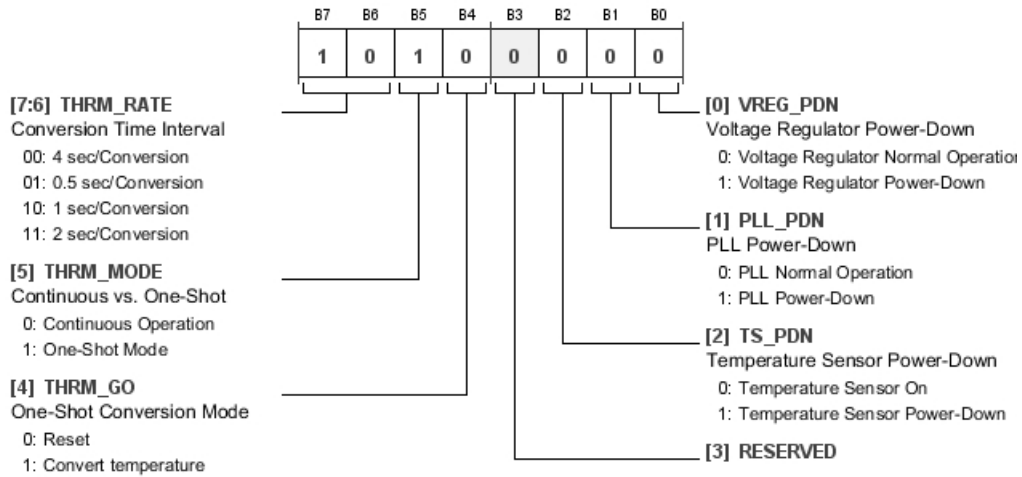 B7 B6 B5 B4 B3 B2 B1 B0
1 0 1 0 0 0 0 0
[7:6] THRM_RATE
Conversion Time Interval
00: 4 sec/Conversion
01: 0.5 sec/Conversion
10: 1 sec/Conversion
11: 2 sec/Conversion
[5] THRM_MODE
Continuous vs. One-Shot
0: Continuous Operation
1: One-Shot Mode
[4] THRM_GO
One-Shot Conversion Mode
0: Reset
1: Convert temperature
[0] VREG_PDN
Voltage Regulator Power-Down
0: Voltage Regulator Normal Operation
1: Voltage Regulator Power-Down
[1] PLL_PDN
PLL Power-Down
0: PLL Normal Operation
1: PLL Power-Down
[2] TS_PDN
Temperature Sensor Power-Down
0: Temperature Sensor On
1: Temperature Sensor Power-Down
[3] RESERVED